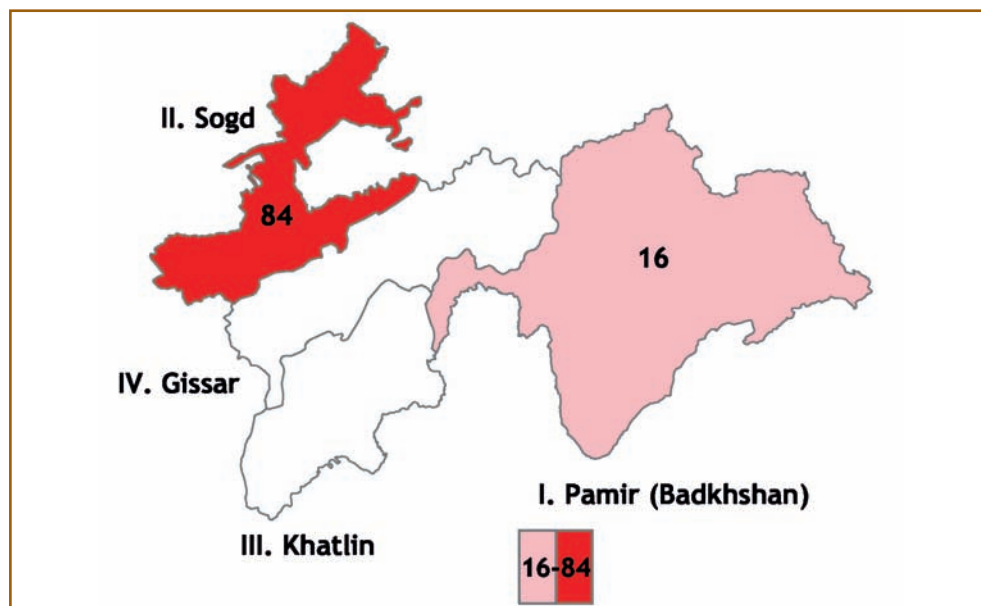 II. Sogd
84
16
IV. Gissar
I. Pamir (Badkhshan)
III. Khatlin
16-84